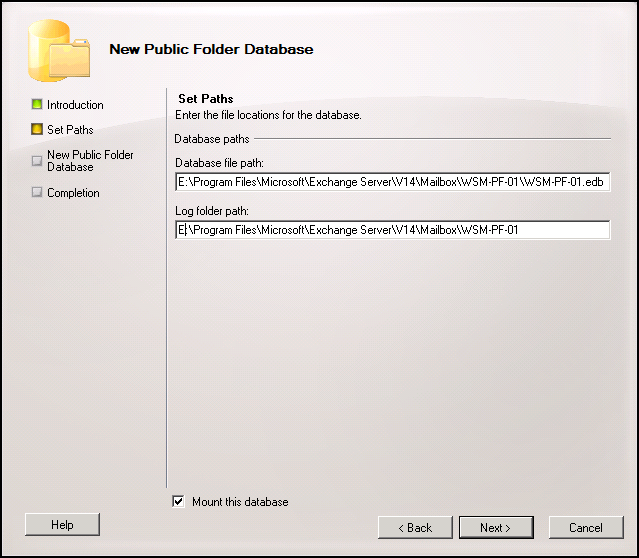 New Public Folder Database
Introduction
Set Paths
New Public Folder
Database
Completion
Set Paths
Enter the file locations for the database.
Database paths
Database file path:
E:\Program Files\Microsoft\Exchange Server\V14\Mailbox\WSM-PF-01\WSM-PF-01.edb
Log folder path:
E:\Program Files\Microsoft\Exchange Server\V14\Mailbox\WSM-PF-01
Mount this database
Help
< Back
Next >
Cancel